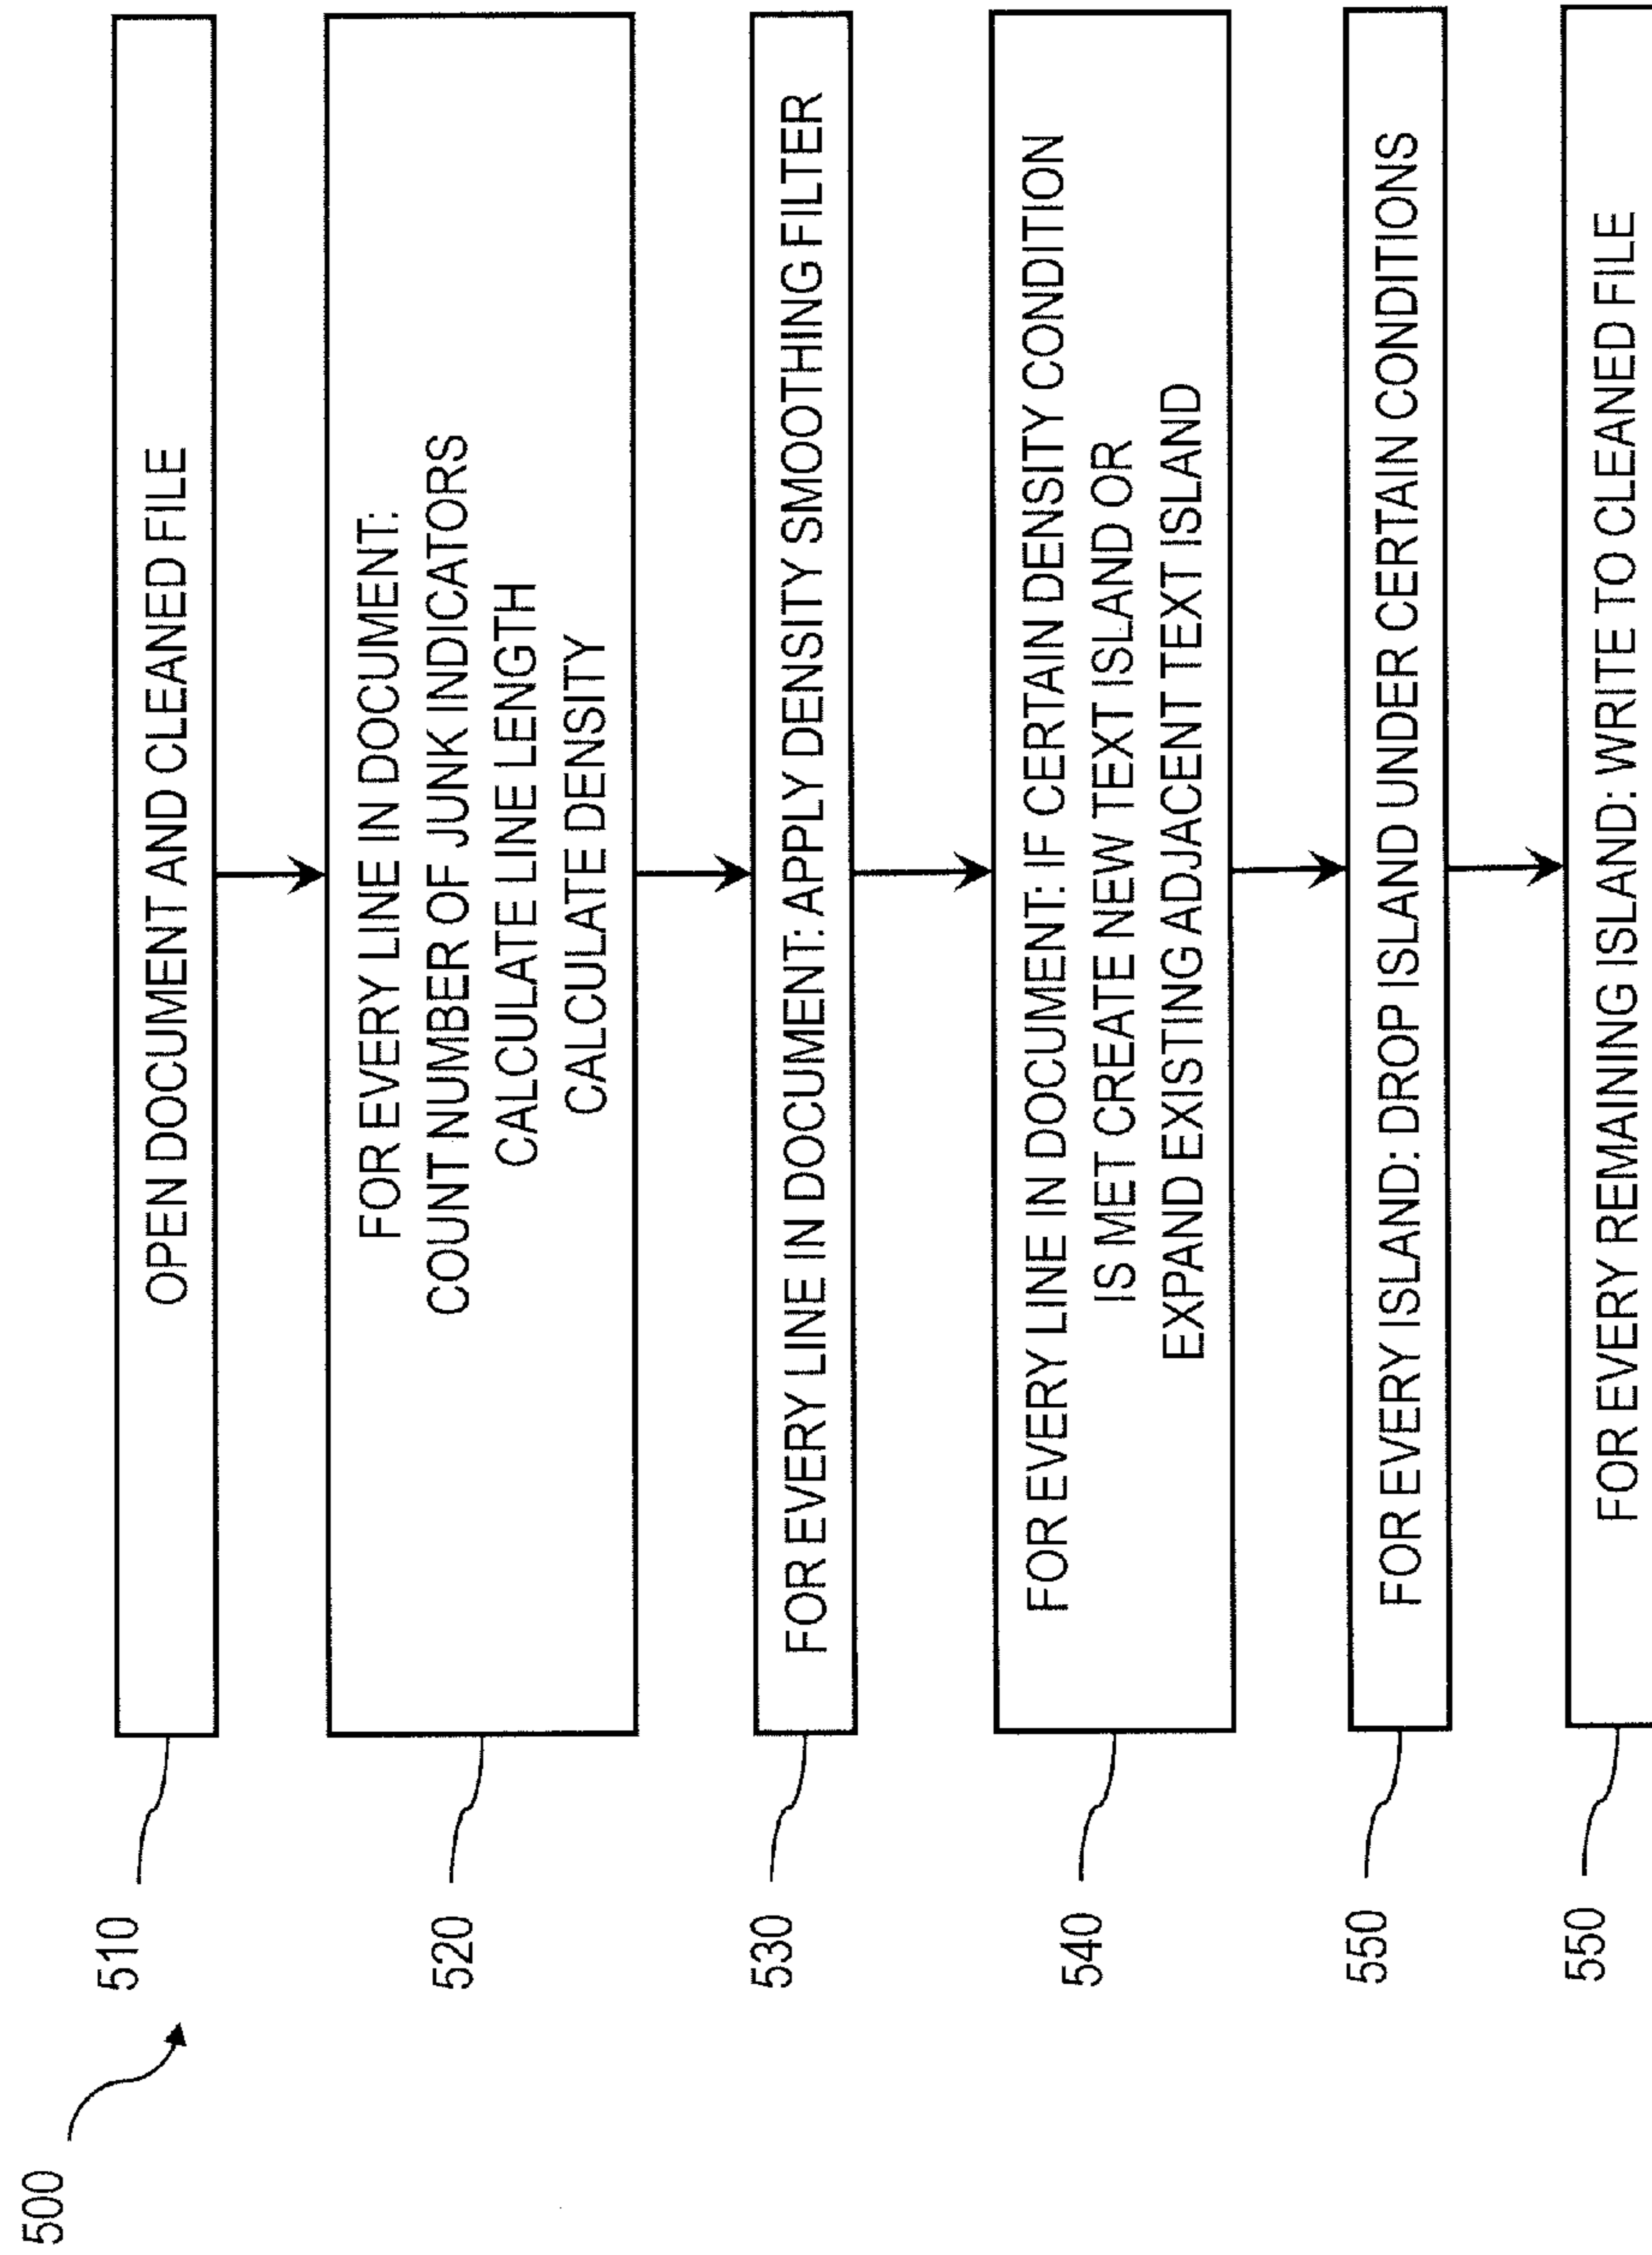 500
510
OPEN DOCUMENT AND CLEANED FILE
520
FOR EVERY LINE IN DOCUMENT:
COUNT NUMBER OF JUNK INDICATORS
CALCULATE LINE LENGTH
CALCULATE DENSITY
530
FOR EVERY LINE IN DOCUMENT: APPLY DENSITY SMOOTHING FILTER
540
FOR EVERY LINE IN DOCUMENT: IF CERTAIN DENSITY CONDITION
IS MET CREATE NEW TEXT ISLAND OR
EXPAND EXISTING ADJACENT TEXT ISLAND
550
FOR EVERY ISLAND: DROP ISLAND UNDER CERTAIN CONDITIONS
550
FOR EVERY REMAINING ISLAND: WRITE TO CLEANED FILE